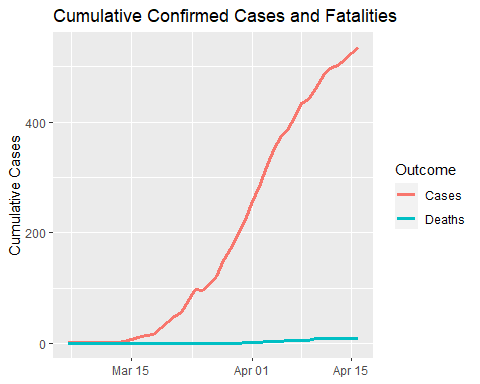 Cumulative Confirmed Cases and Fatalities
Cumulative Cases
400
200
0
Mar 15
Apr 01
Apr 15
Outcome
Cases
Deaths